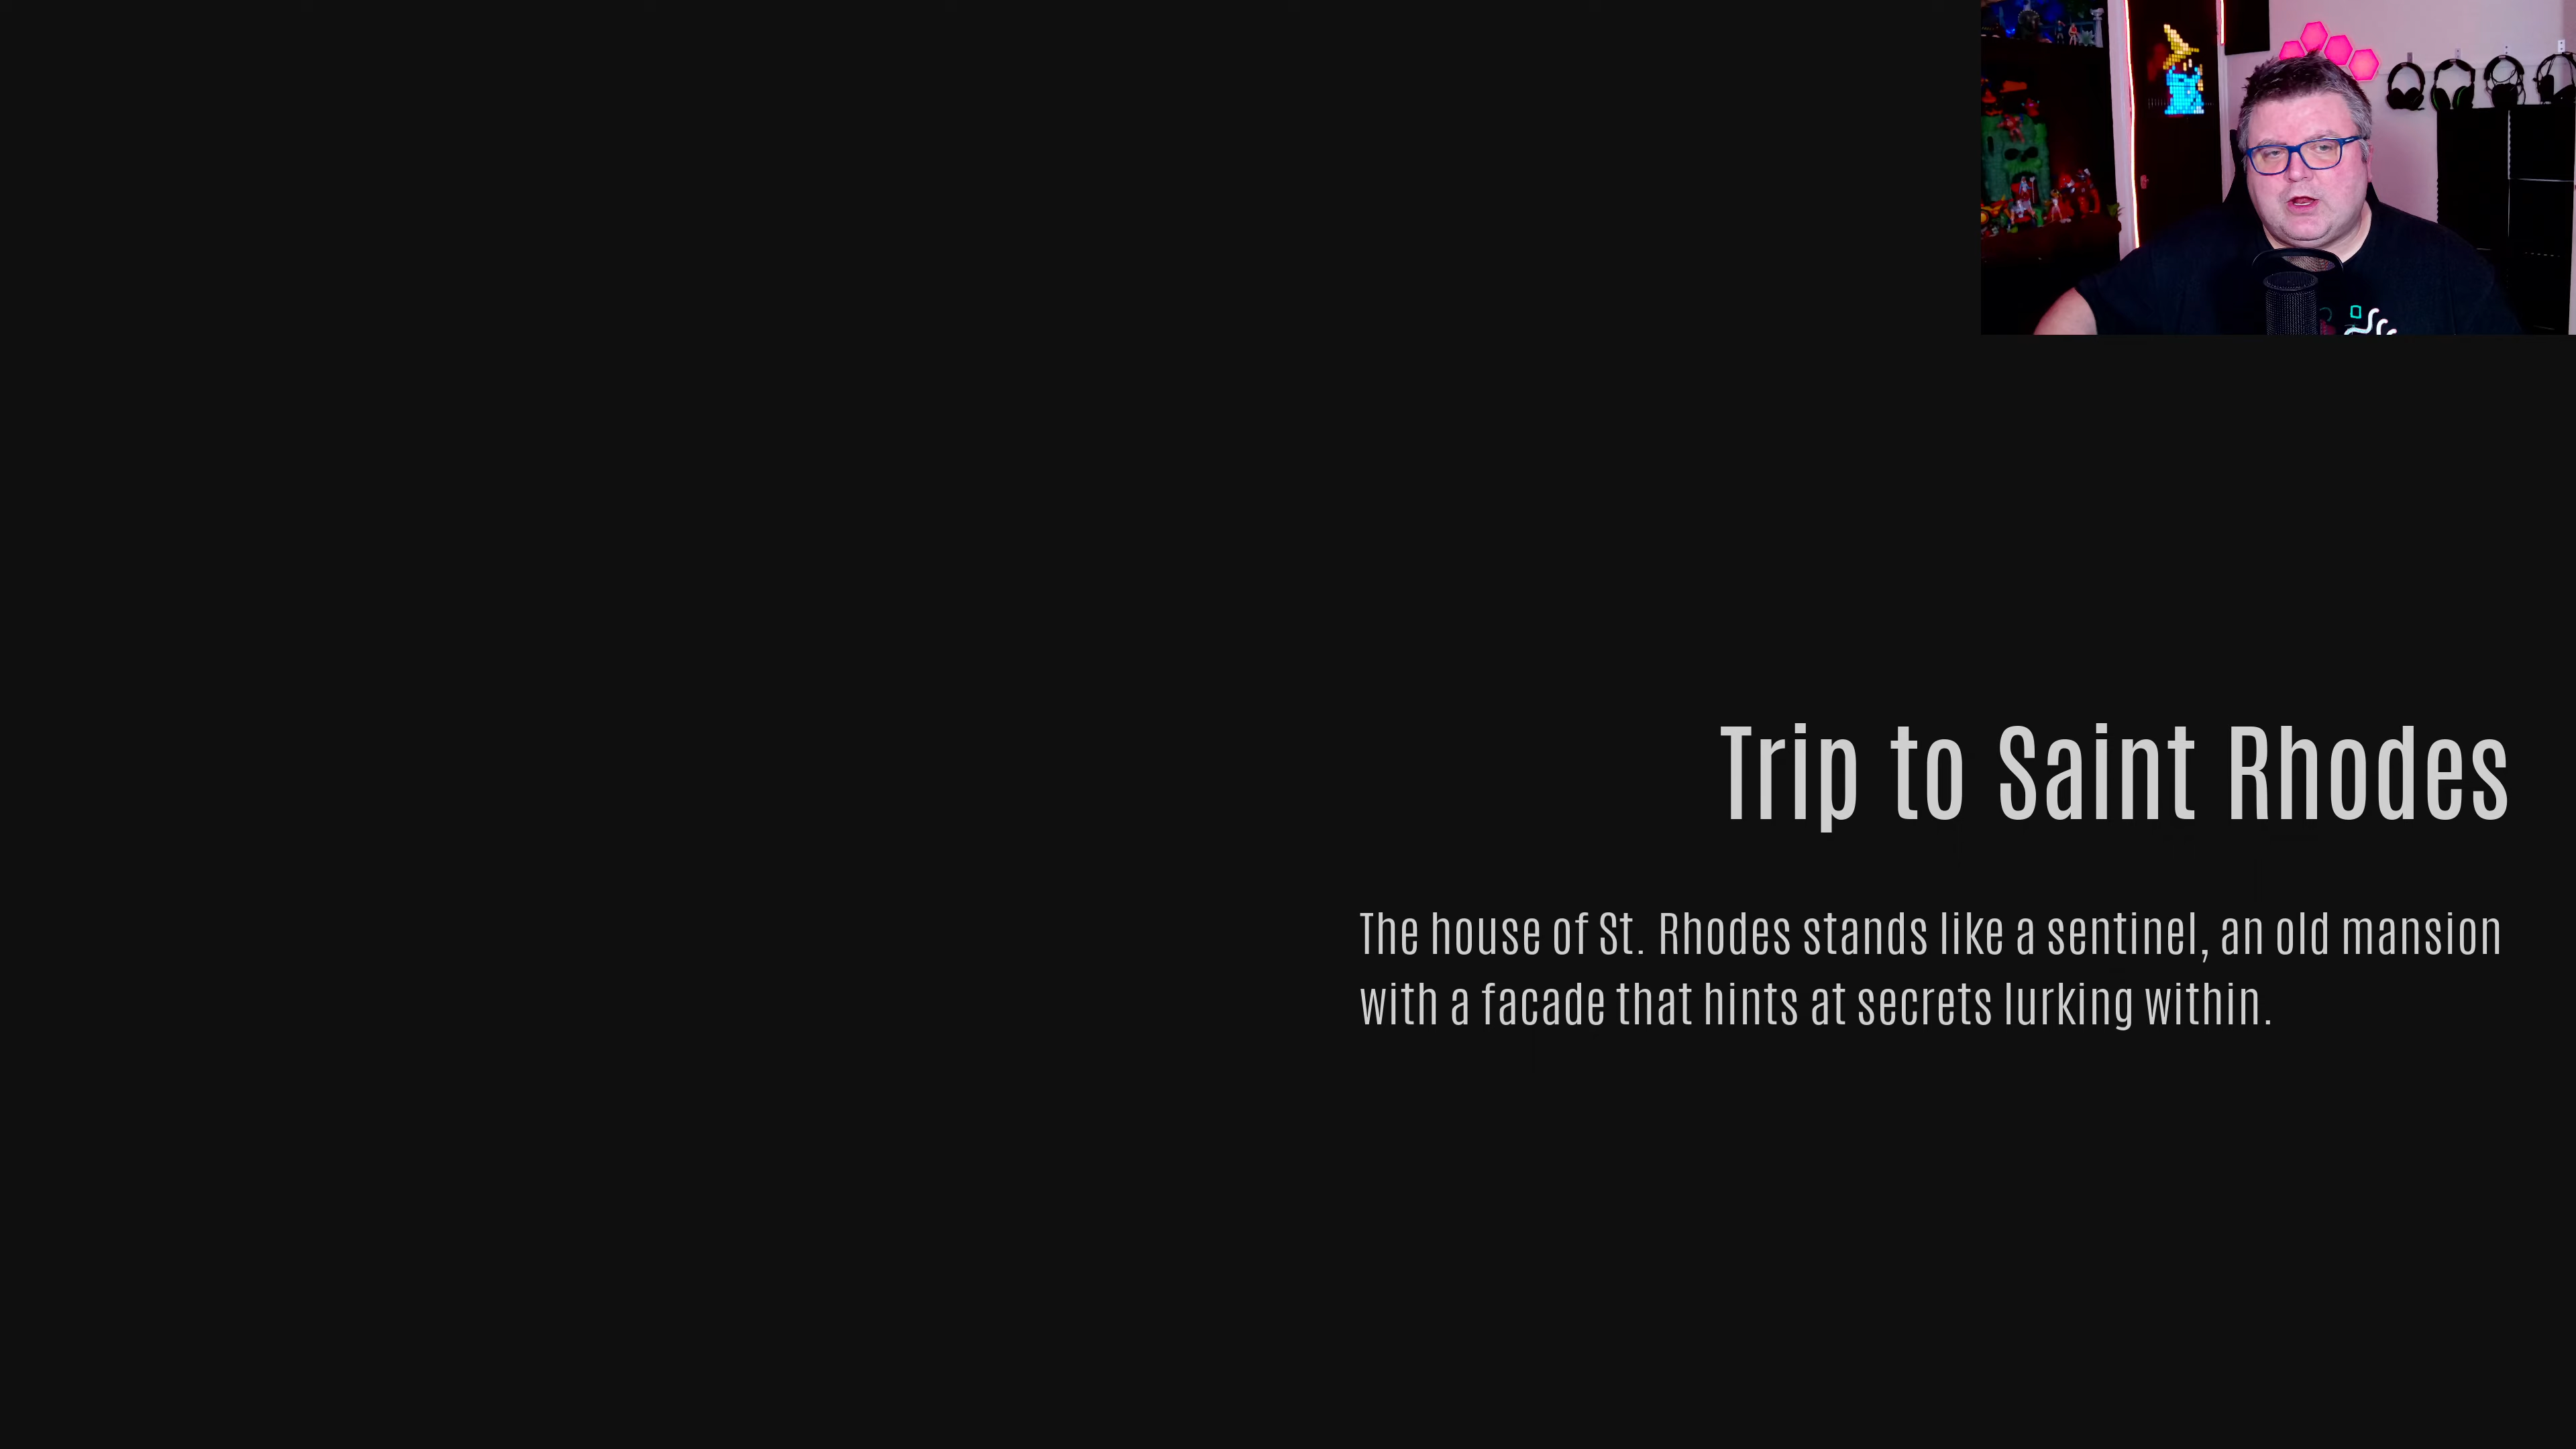 Trip to Saint Rhodes
The house of St. Rhodes stands like a sentinel, an old mansion
with a facade that hints at secrets lurking within.